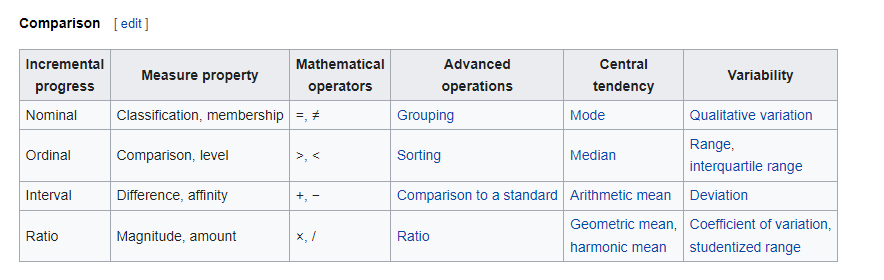 Comparison [ edit ]
Incremental progress Measure property Mathematical operators Advanced operations Central tendency Variability
Nominal Classification, membership =, ≠ Grouping Mode Qualitative variation
Ordinal Comparison, level >, < Sorting Median Range, interquartile range
Interval Difference, affinity +, − Comparison to a standard Arithmetic mean Deviation
Ratio Magnitude, amount ×, / Ratio Geometric mean, harmonic mean Coefficient of variation, studentized range